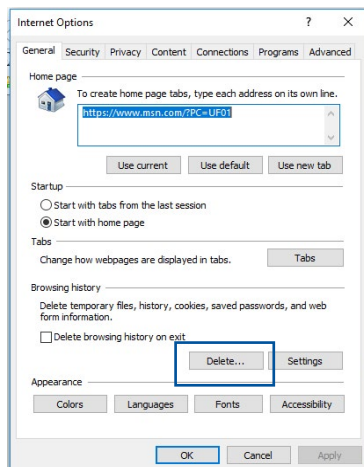 Internet Options ? ×
General Security Privacy Content Connections Programs Advanced
Home page
To create home page tabs, type each address on its own line.
https://www.msn.com/?PC=UF01
Use current Use default Use new tab
Startup
Start with tabs from the last session
Start with home page
Tabs
Change how webpages are displayed in tabs. Tabs
Browsing history
Delete temporary files, history, cookies, saved passwords, and web
form information.
Delete browsing history on exit
Delete... Settings
Appearance
Colors Languages Fonts Accessibility
OK Cancel Apply